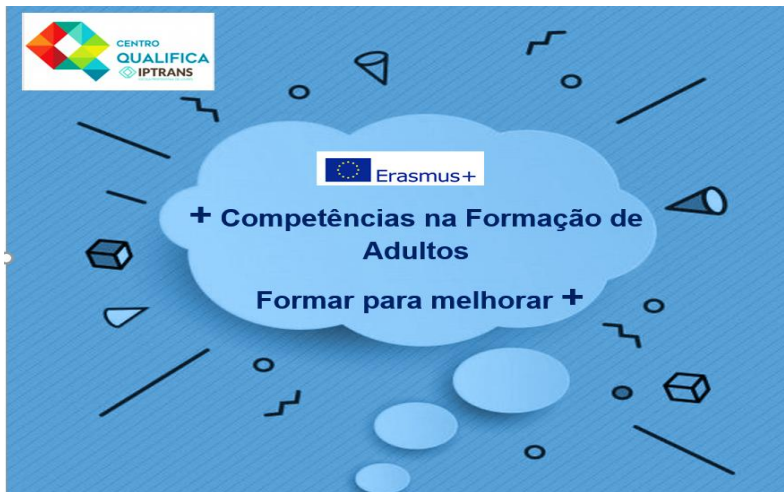 CENTRO
QUALIFICA
IPTRANS
Erasmus+
+ Competências na Formação de
Adultos
Formar para melhorar +